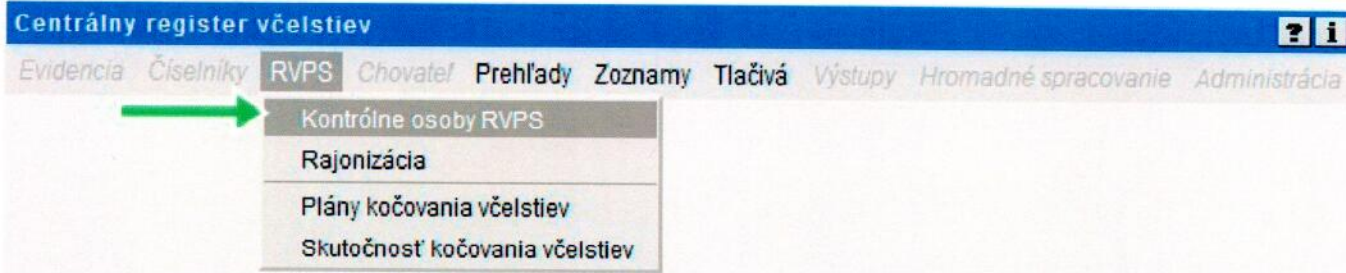 Centrálny register včelstiev ? i
Evidencia Číselníky RVPS Chovateľ Prehľady Zoznamy Tlačivá Výstupy Hromadné spracovanie Administrácia
Kontrólne osoby RVPS
Rajonizácia
Plány kočovania včelstiev
Skutočnosť kočovania včelstiev